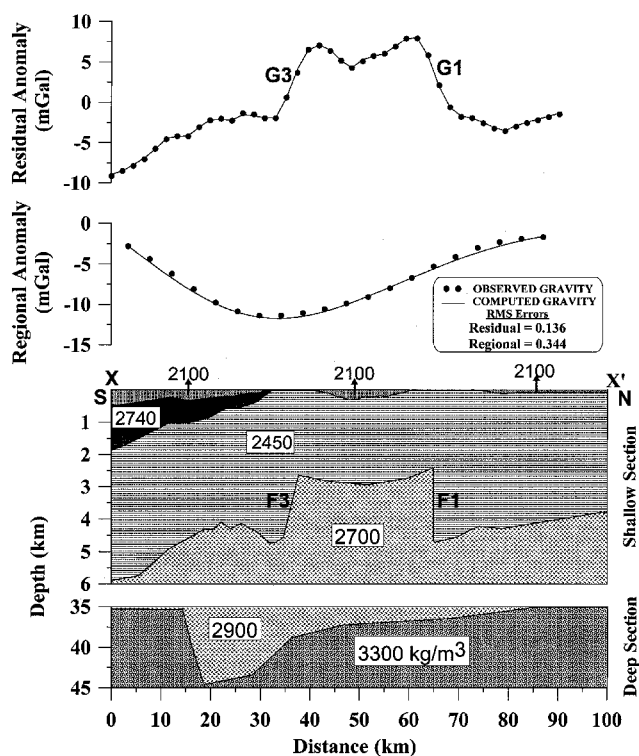 Residual Anomaly
(mGal)
10
5
0
-5
-10
G3
G1
Regional Anomaly
(mGal)
0
-5
-10
-15
OBSERVED GRAVITY
COMPUTED GRAVITY
RMS Errors
Residual = 0.136
Regional = 0.344
X
2100
2100
2100
X'
S
N
Depth (km)
1
2
3
4
5
6
2740
2450
F3
F1
2700
Shallow Section
35
40
45
2900
3300 kg/m3
Deep Section
0 10 20 30 40 50 60 70 80 90 100
Distance (km)